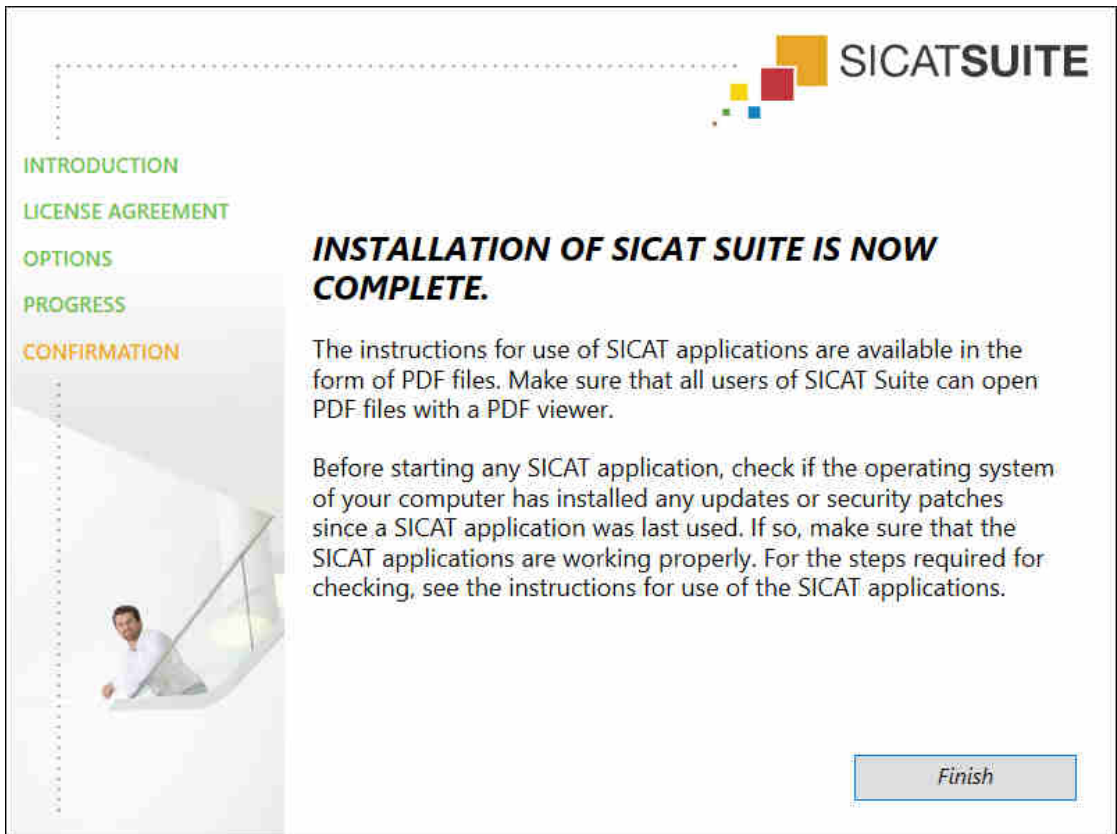 SICATSUITE
INTRODUCTION
LICENSE AGREEMENT
OPTIONS
PROGRESS
CONFIRMATION
INSTALLATION OF SICAT SUITE IS NOW
COMPLETE.
The instructions for use of SICAT applications are available in the
form of PDF files. Make sure that all users of SICAT Suite can open
PDF files with a PDF viewer.
Before starting any SICAT application, check if the operating system
of your computer has installed any updates or security patches
since a SICAT application was last used. If so, make sure that the
SICAT applications are working properly. For the steps required for
checking, see the instructions for use of the SICAT applications.
Finish